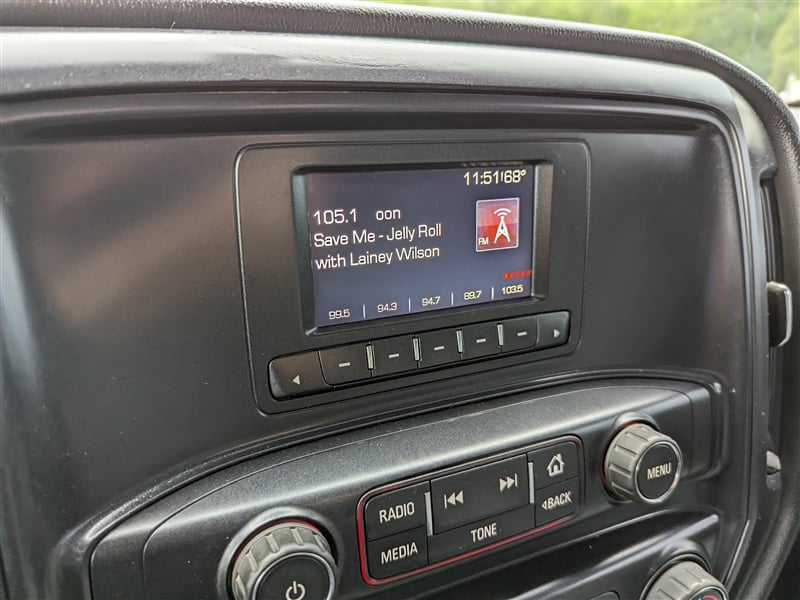 11:51 68°
105.1 oon
Save Me - Jelly Roll
with Lainey Wilson
FM
99.5 | 94.3 | 94.7 | 89.7 | 103.5
RADIO
BACK
MENU
MEDIA
TONE